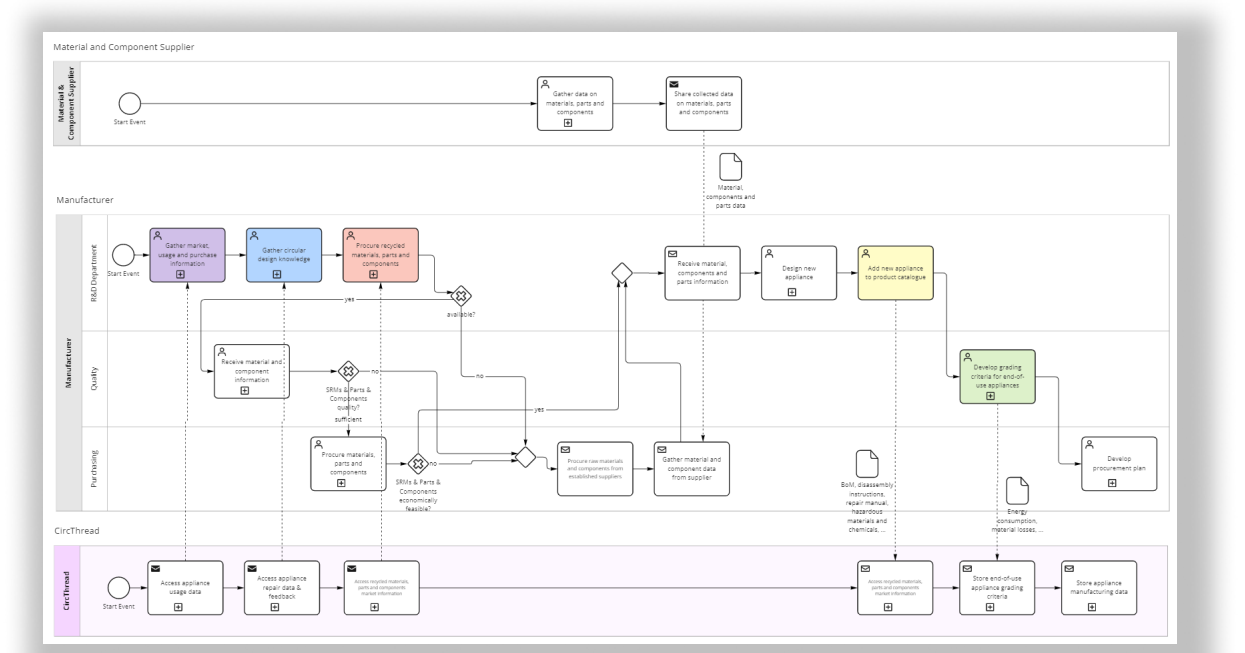 Material and Component Supplier
Material &
Component Supplier
Start Event
Gather data on
materials, parts and
components
Share collected data
on materials, parts
and components
Material,
components and
parts data
Manufacturer
Manufacturer
R&D Department
Start Event
Gather market,
usage and purchase
information
Gather circular
design knowledge
Procure recycled
materials, parts and
components
available?
yes
no
Receive material,
components and
parts information
Design new
appliance
Add new appliance
to product catalogue
Quality
Receive material and
component
information
SRMs & Parts &
Components
quality?
no
sufficient
yes
Develop grading
criteria for end-of-
use appliances
Purchasing
Procure materials,
parts and
components
no
SRMs & Parts &
Components
economically
feasible?
Procure raw materials
and components from
established suppliers
Gather material and
component data
from supplier
Develop
procurement plan
BoM, disassembly
instructions,
repair manual,
hazardous
materials and
chemicals, ...
Energy
consumption,
material losses, ...
CircThread
CircThread
Start Event
Access appliance
usage data
Access appliance
repair data &
feedback
Access recycled materials,
parts and components
market information
Access recycled materials,
parts and components
market information
Store end-of-use
appliance grading
criteria
Store appliance
manufacturing data